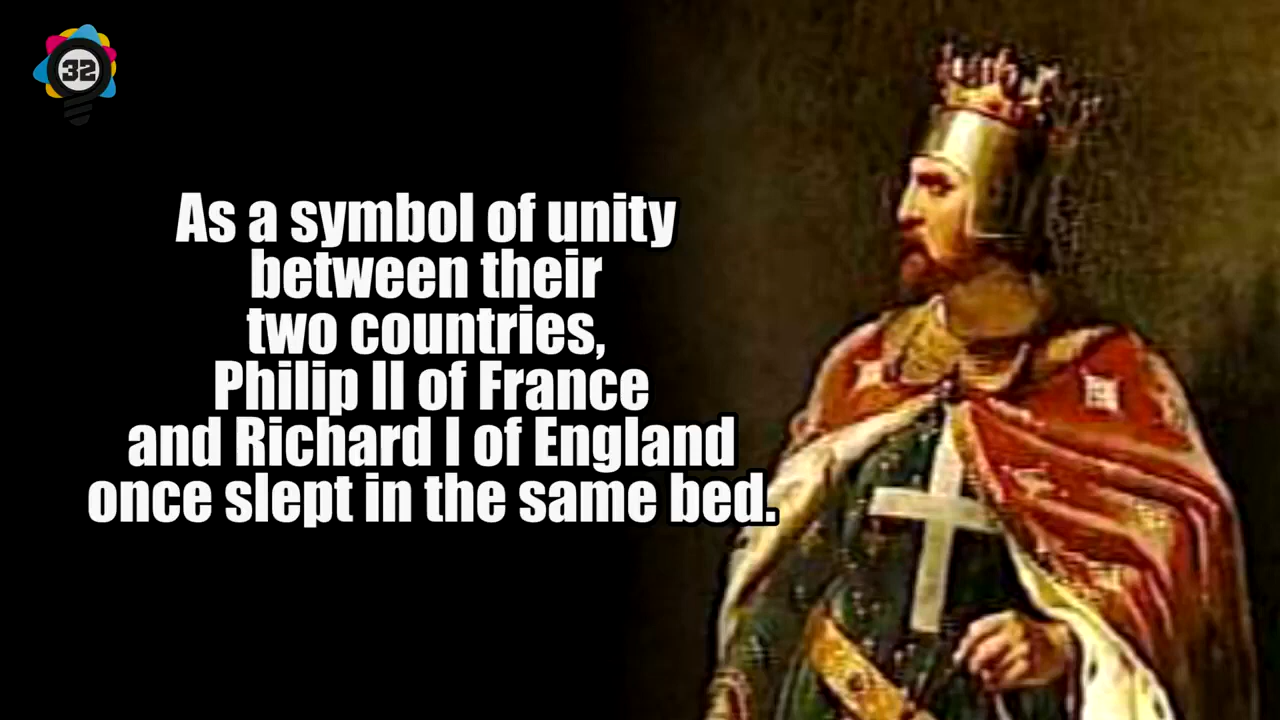 32
As a symbol of unity
between their
two countries,
Philip II of France
and Richard I of England
once slept in the same bed.